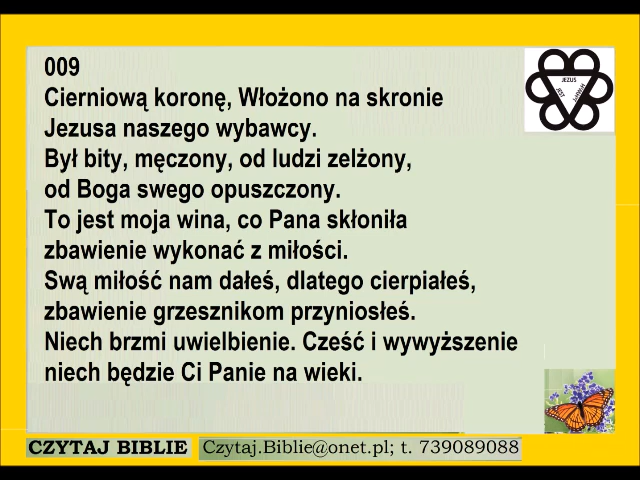 009
Cierniową koronę, Włożono na skronie
Jezusa naszego wybawcy.
Był bity, męczony, od ludzi zelżony,
od Boga swego opuszczony.
To jest moja wina, co Pana skłoniła
zbawienie wykonać z miłości.
Swą miłość nam dałeś, dlatego cierpiałeś,
zbawienie grzesznikom przyniosłeś.
Niech brzmi uwielbienie. Cześć i wywyższenie
niech będzie Ci Panie na wieki.
JEZUS
JEST
CZYTAJ BIBLIE Czytaj.Biblie@onet.pl; t. 739089088